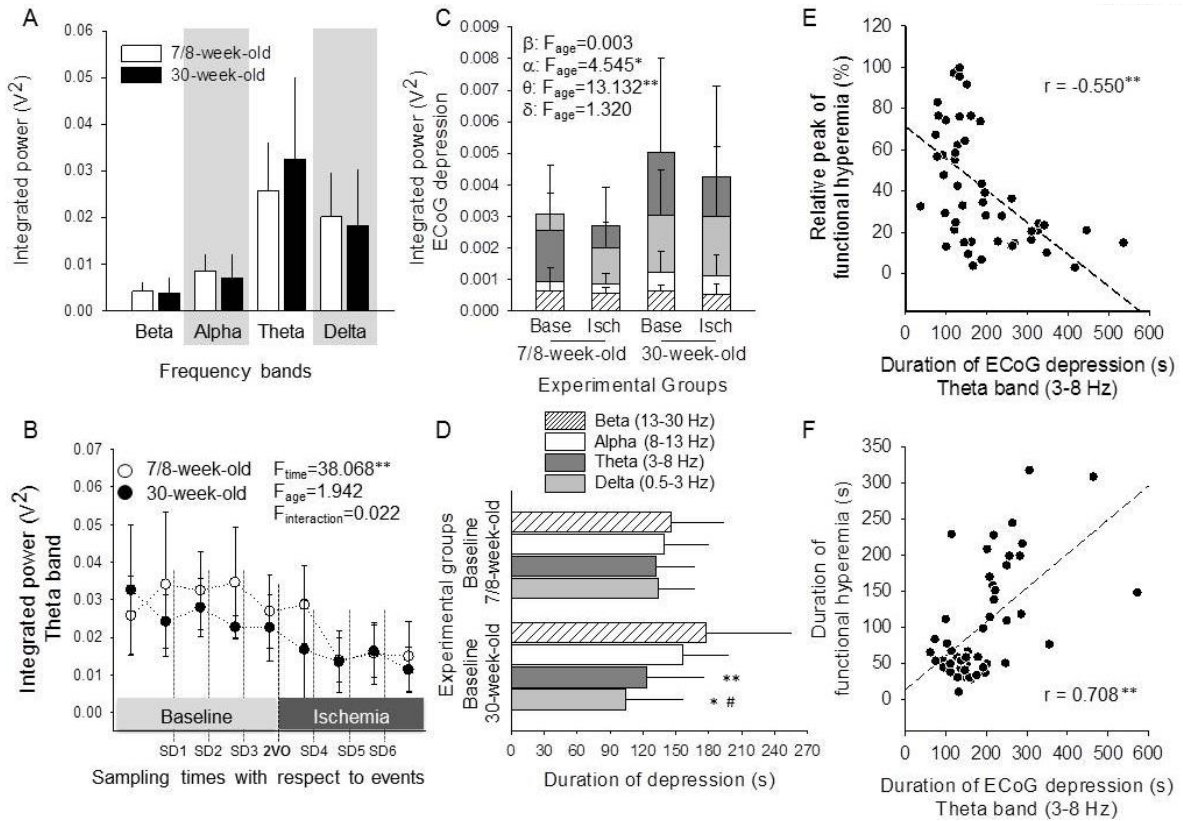 A
7/8-week-old
30-week-old
Integrated power (V²)
0.06
0.05
0.04
0.03
0.02
0.01
0.00
Beta Alpha Theta Delta
Frequency bands
B
7/8-week-old
30-week-old
F time=38.068**
F age=1.942
F interaction=0.022
Integrated power (V²)
Theta band
0.07
0.06
0.05
0.04
0.03
0.02
0.01
0.00
Baseline Ischemia
SD1 SD2 SD3 2VO SD4 SD5 SD6
Sampling times with respect to events
C
β: F age=0.003
α: F age=4.545*
θ: F age=13.132**
δ: F age=1.320
Integrated power (V²)
ECoG depression
0.009
0.008
0.007
0.006
0.005
0.004
0.003
0.002
0.001
0.000
Base Isch Base Isch
7/8-week-old 30-week-old
Experimental Groups
Beta (13-30 Hz)
Alpha (8-13 Hz)
Theta (3-8 Hz)
Delta (0.5-3 Hz)
D
Experimental groups
Baseline
7/8-week-old
Baseline
30-week-old
**
* #
0 30 60 90 120 150 180 210 240 270
Duration of depression (s)
E
r = -0.550**
Relative peak of
functional hyperemia (%)
120
100
80
60
40
20
0
0 100 200 300 400 500 600
Duration of ECoG depression (s)
Theta band (3-8 Hz)
F
Duration of
functional hyperemia (s)
350
300
250
200
150
100
50
0
r = 0.708**
0 100 200 300 400 500 600
Duration of ECoG depression (s)
Theta band (3-8 Hz)